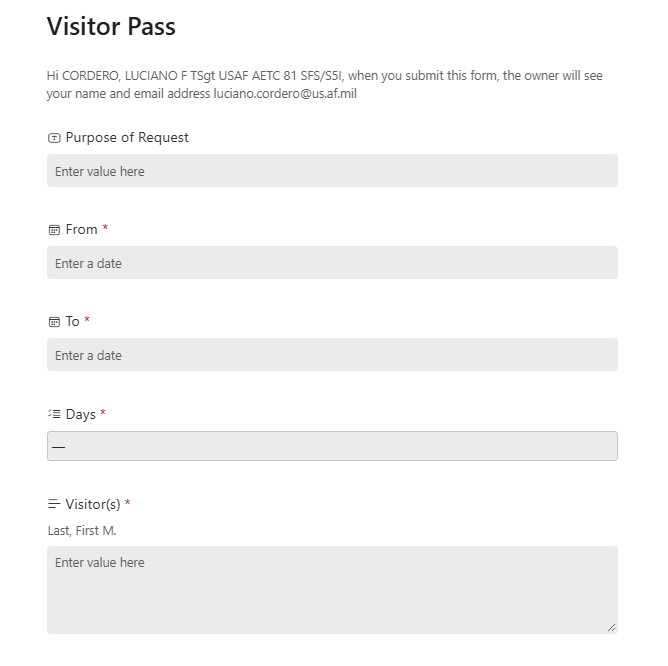 Visitor Pass
Hi CORDERO, LUCIANO F TSgt USAF AETC 81 SFS/S5I, when you submit this form, the owner will see
your name and email address luciano.cordero@us.af.mil
Purpose of Request
Enter value here
From *
Enter a date
To *
Enter a date
Days *
—
Visitor(s) *
Last, First M.
Enter value here